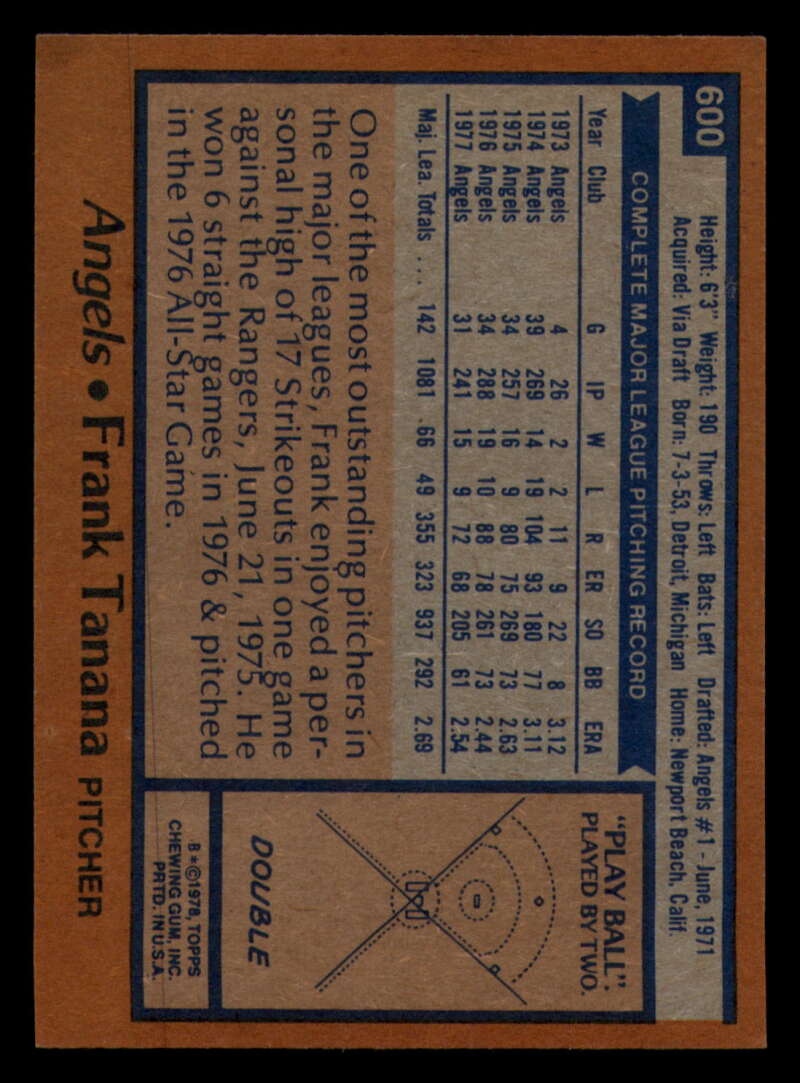 600
Height: 6'3" Weight: 190 Throws: Left Bats: Left Drafted: Angels #1 - June, 1971
Acquired: Via Draft Born: 7-3-53, Detroit, Michigan Home: Newport Beach, Calif.
COMPLETE MAJOR LEAGUE PITCHING RECORD
Year Club G IP W L R ER SO BB ERA
1973 Angels 4 26 2 2 11 9 22 8 3.12
1974 Angels 39 269 14 19 104 93 180 77 3.11
1975 Angels 34 257 16 9 80 75 269 73 2.63
1976 Angels 34 288 19 10 88 78 261 73 2.44
1977 Angels 31 241 15 9 72 68 205 61 2.54
Maj. Lea. Totals ... 142 1081 66 49 355 323 937 292 2.69
One of the most outstanding pitchers in
the major leagues, Frank enjoyed a per-
sonal high of 17 Strikeouts in one game
against the Rangers, June 21, 1975. He
won 6 straight games in 1976 & pitched
in the 1976 All-Star Game.
"PLAY BALL":
PLAYED BY TWO.
DOUBLE
B*©1978, TOPPS
CHEWING GUM, INC.
PRTD. IN U.S.A.
Angels • Frank Tanana PITCHER